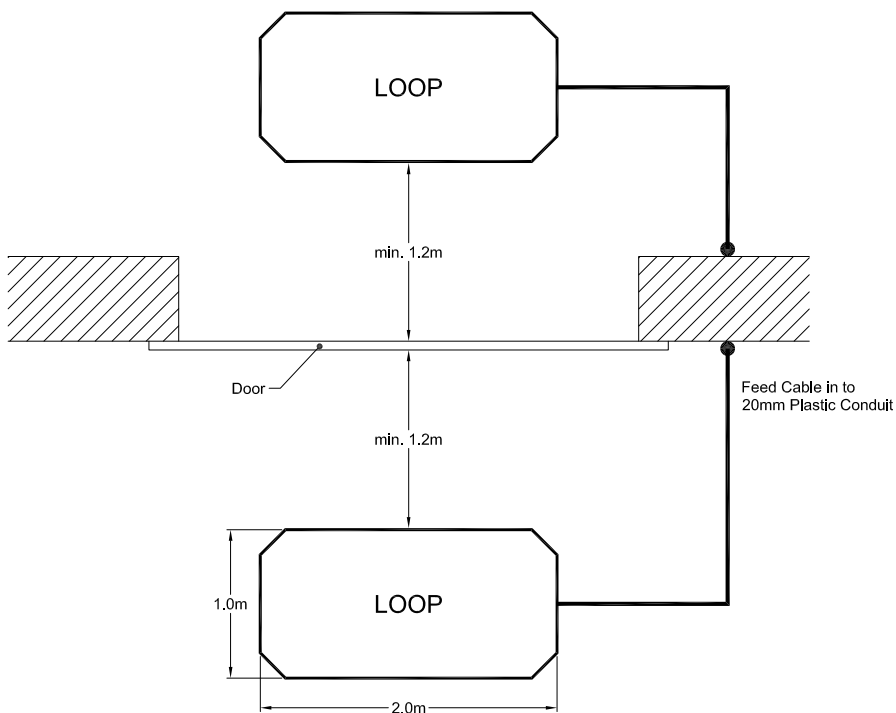 LOOP
min. 1.2m
Door
Feed Cable in to
20mm Plastic Conduit
min. 1.2m
1.0m
LOOP
2.0m